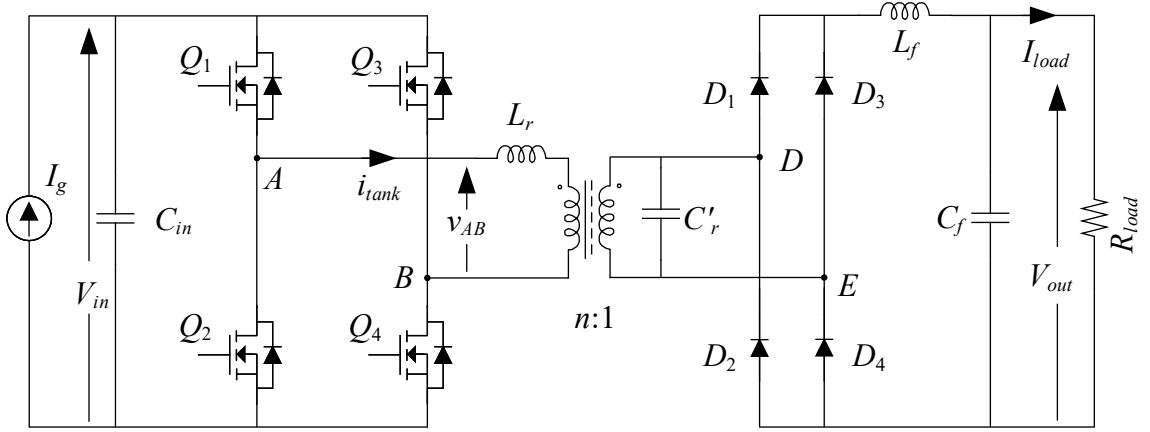 Q1
Q3
D1
D3
Lf
Iload
Lr
Ig
A
itank
D
Cin
vAB
C′r
Cf
Rload
Vin
B
E
Vout
Q2
Q4
n:1
D2
D4